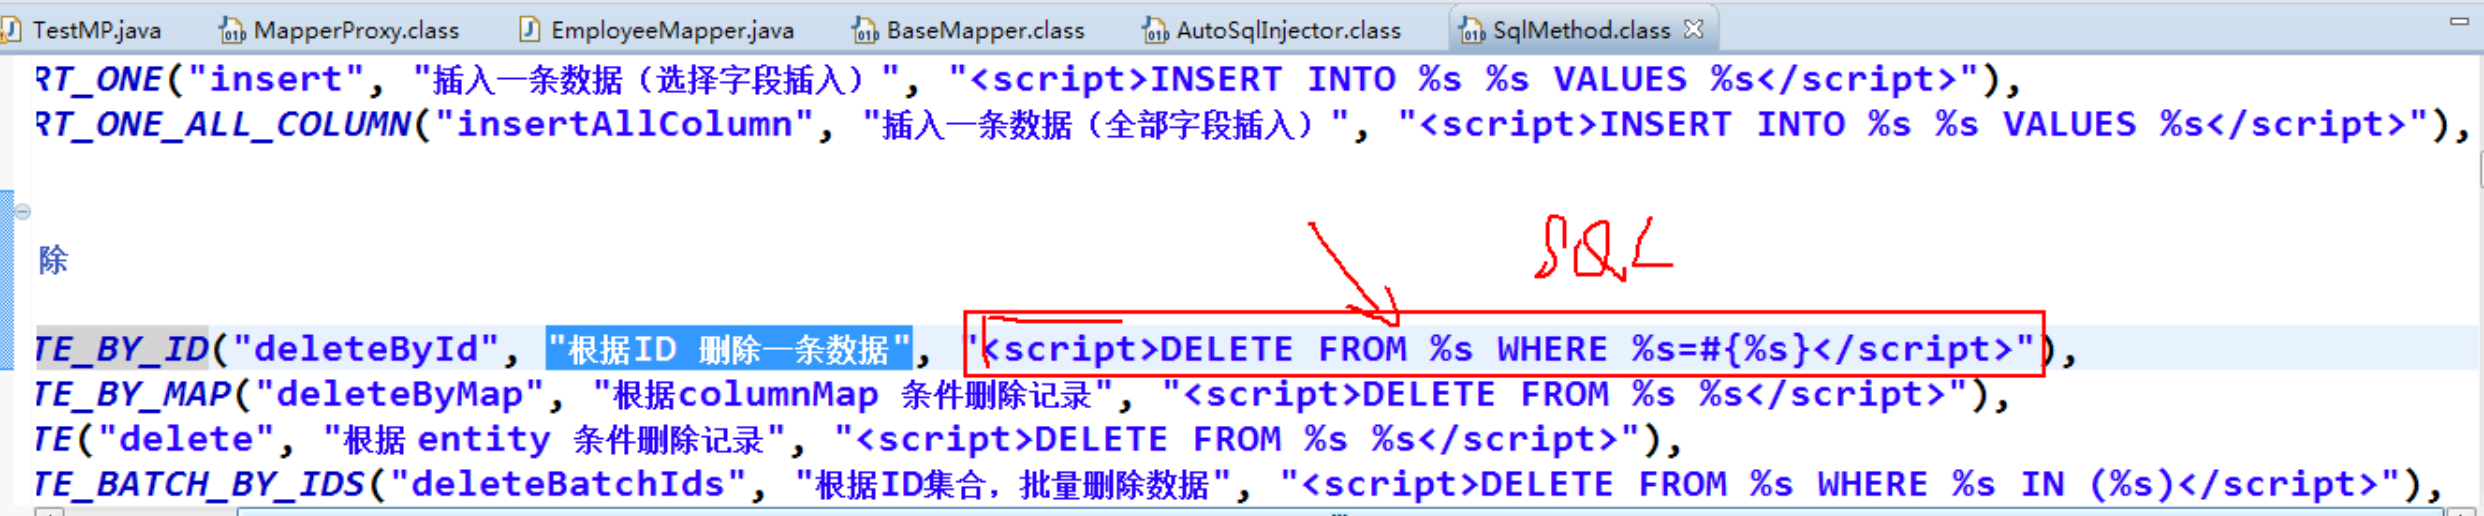 TestMP.java MapperProxy.class EmployeeMapper.java BaseMapper.class AutoSqlInjector.class SqlMethod.class
RT_ONE("insert", "插入一条数据（选择字段插入）", "<script>INSERT INTO %s %s VALUES %s</script>"),
RT_ONE_ALL_COLUMN("insertAllColumn", "插入一条数据（全部字段插入）", "<script>INSERT INTO %s %s VALUES %s</script>"),
SQL
除
TE_BY_ID("deleteById", "根据ID 删除一条数据", "<script>DELETE FROM %s WHERE %s=#{%s}</script>"),
TE_BY_MAP("deleteByMap", "根据columnMap 条件删除记录", "<script>DELETE FROM %s %s</script>"),
TE("delete", "根据 entity 条件删除记录", "<script>DELETE FROM %s %s</script>"),
TE_BATCH_BY_IDS("deleteBatchIds", "根据ID集合，批量删除数据", "<script>DELETE FROM %s WHERE %s IN (%s)</script>"),